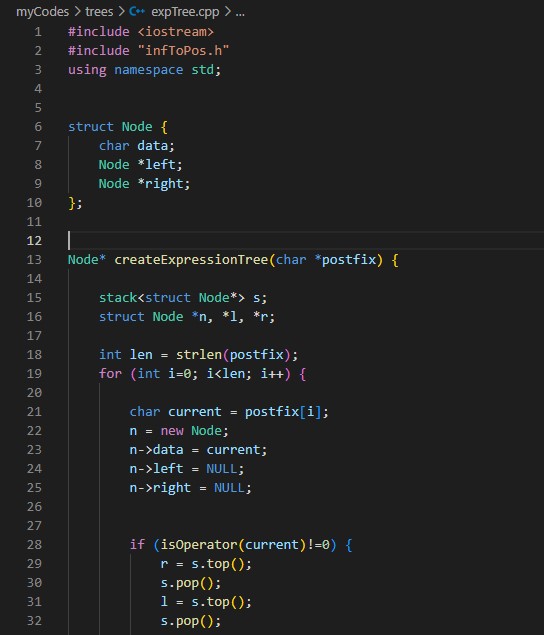 myCodes > trees > C++ expTree.cpp > ...
1 #include <iostream>
2 #include "infToPos.h"
3 using namespace std;
4
5
6 struct Node {
7     char data;
8     Node *left;
9     Node *right;
10 };
11
12
13 Node* createExpressionTree(char *postfix) {
14
15     stack<struct Node*> s;
16     struct Node *n, *l, *r;
17
18     int len = strlen(postfix);
19     for (int i=0; i<len; i++) {
20
21         char current = postfix[i];
22         n = new Node;
23         n->data = current;
24         n->left = NULL;
25         n->right = NULL;
26
27
28         if (isOperator(current)!=0) {
29             r = s.top();
30             s.pop();
31             l = s.top();
32             s.pop();